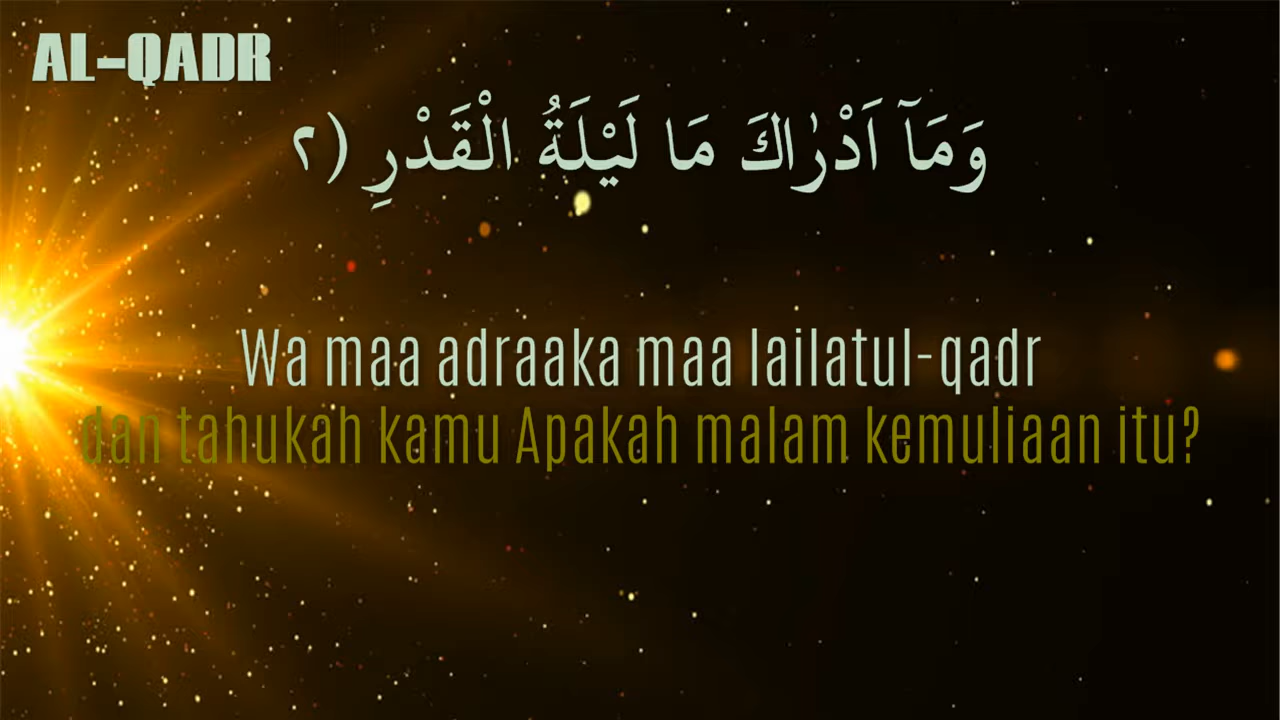 AL-QADR
وَمَآ اَدْرٰاكَ مَا لَيْلَةُ الْقَدْرِ (٢
Wa maa adraaka maa lailatul-qadr
dan tahukah kamu Apakah malam kemuliaan itu?